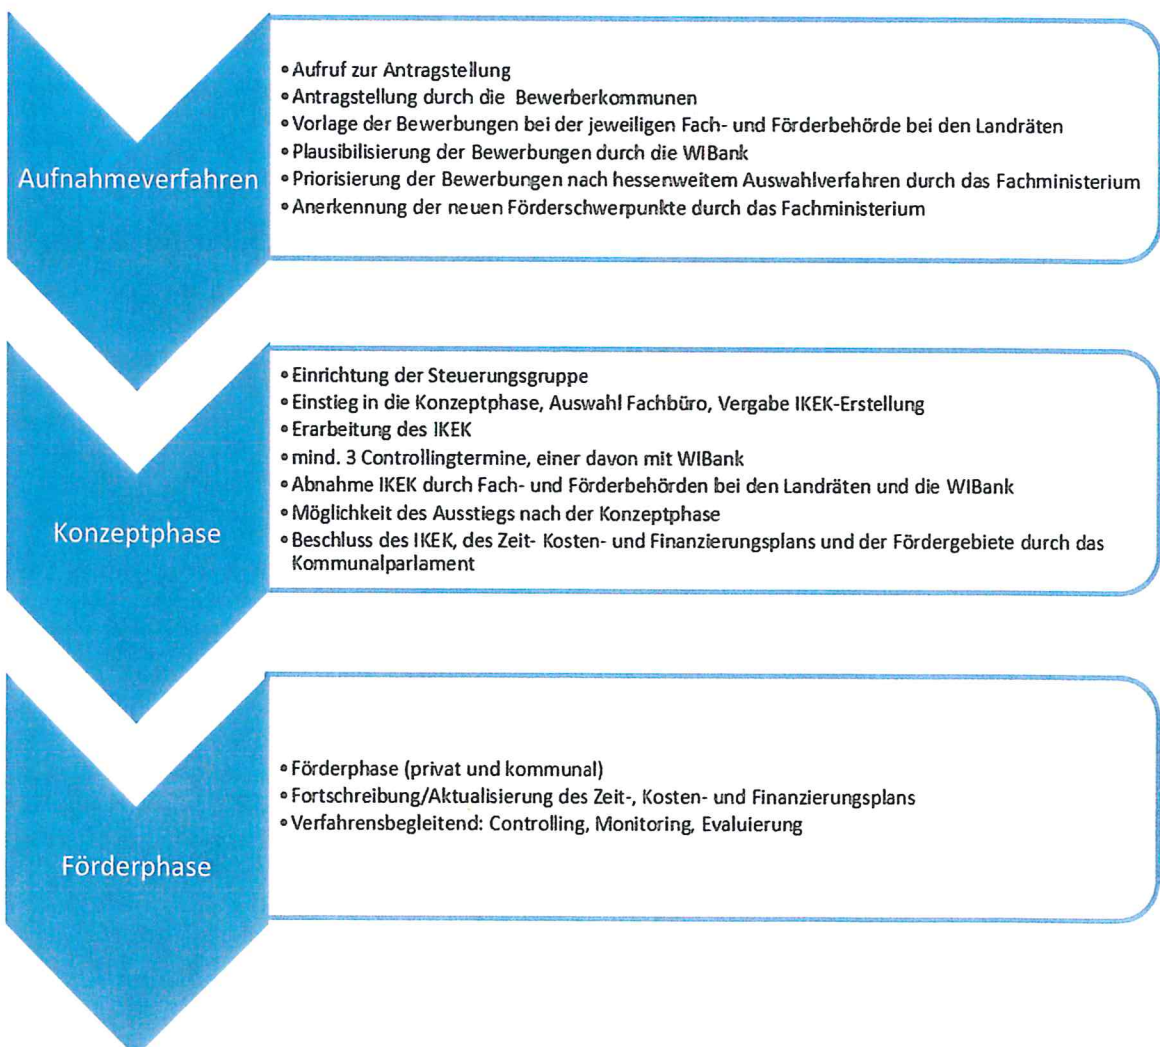 Aufnahmeverfahren
• Aufruf zur Antragstellung
• Antragstellung durch die Bewerberkommunen
• Vorlage der Bewerbungen bei der jeweiligen Fach- und Förderbehörde bei den Landräten
• Plausibilisierung der Bewerbungen durch die WIBank
• Priorisierung der Bewerbungen nach hessenweitem Auswahlverfahren durch das Fachministerium
• Anerkennung der neuen Förderschwerpunkte durch das Fachministerium
Konzeptphase
• Einrichtung der Steuerungsgruppe
• Einstieg in die Konzeptphase, Auswahl Fachbüro, Vergabe IKEK-Erstellung
• Erarbeitung des IKEK
• mind. 3 Controllingtermine, einer davon mit WIBank
• Abnahme IKEK durch Fach- und Förderbehörden bei den Landräten und die WIBank
• Möglichkeit des Ausstiegs nach der Konzeptphase
• Beschluss des IKEK, des Zeit- Kosten- und Finanzierungsplans und der Fördergebiete durch das
Kommunalparlament
Förderphase
• Förderphase (privat und kommunal)
• Fortschreibung/Aktualisierung des Zeit-, Kosten- und Finanzierungsplans
• Verfahrensbegleitend: Controlling, Monitoring, Evaluierung